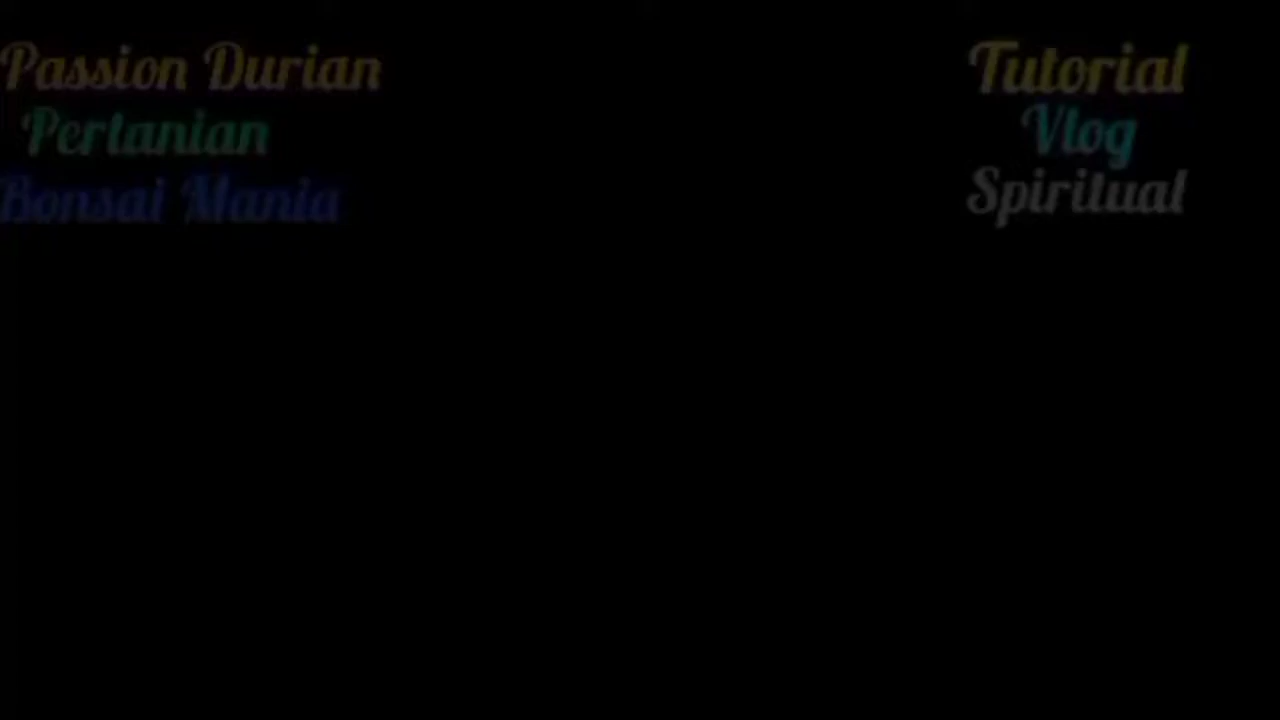 Passion Durian
Pertanian
Bonsai Mania
Tutorial
Vlog
Spiritual